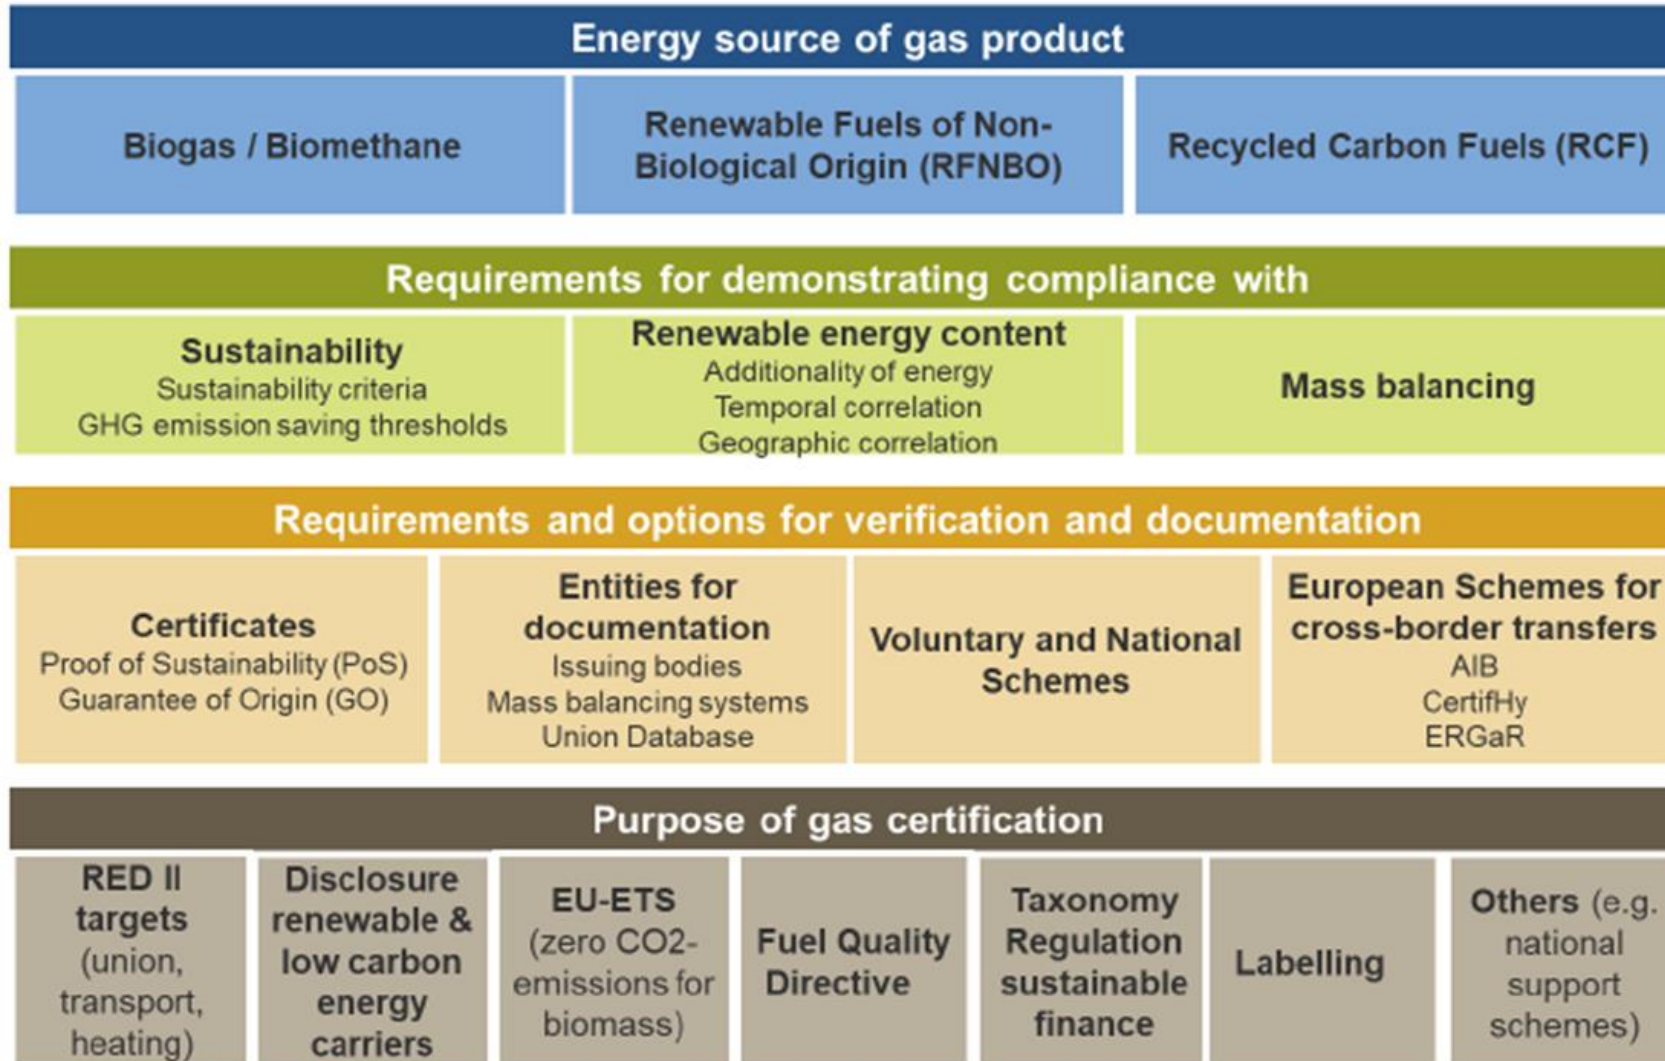 Energy source of gas product
Biogas / Biomethane
Renewable Fuels of Non-
Biological Origin (RFNBO)
Recycled Carbon Fuels (RCF)
Requirements for demonstrating compliance with
Sustainability
Sustainability criteria
GHG emission saving thresholds
Renewable energy content
Additionality of energy
Temporal correlation
Geographic correlation
Mass balancing
Requirements and options for verification and documentation
Certificates
Proof of Sustainability (PoS)
Guarantee of Origin (GO)
Entities for
documentation
Issuing bodies
Mass balancing systems
Union Database
Voluntary and National
Schemes
European Schemes for
cross-border transfers
AIB
CertifHy
ERGaR
Purpose of gas certification
RED II
targets
(union,
transport,
heating)
Disclosure
renewable &
low carbon
energy
carriers
EU-ETS
(zero CO2-
emissions for
biomass)
Fuel Quality
Directive
Taxonomy
Regulation
sustainable
finance
Labelling
Others (e.g.
national
support
schemes)